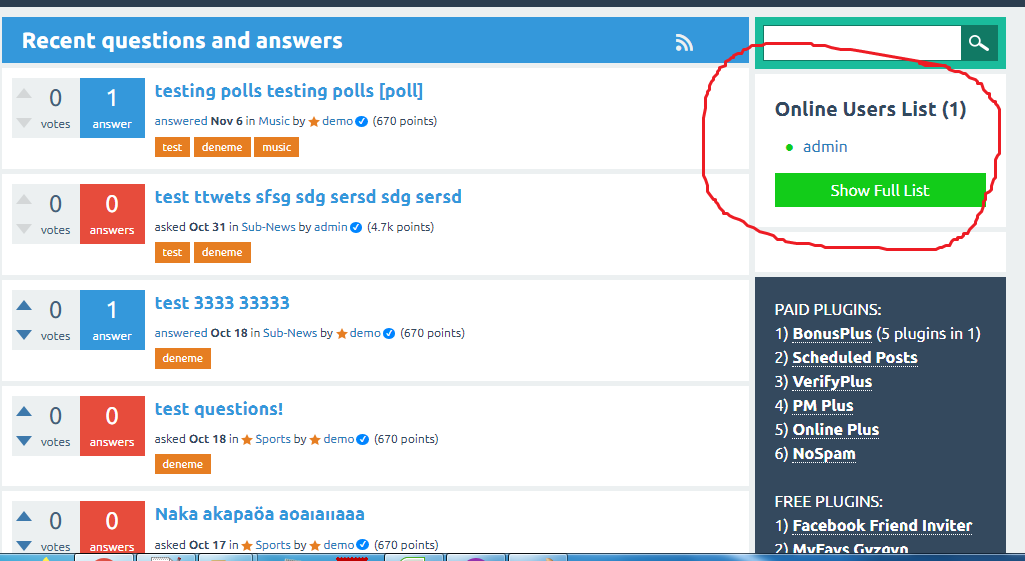 Recent questions and answers
0
votes
1
answer
testing polls testing polls [poll]
answered Nov 6 in Music by demo (670 points)
test deneme music
0
votes
0
answers
test ttwets sfsg sdg sersd sdg sersd
asked Oct 31 in Sub-News by admin (4.7k points)
test deneme
0
votes
1
answer
test 3333 33333
answered Oct 18 in Sub-News by demo (670 points)
deneme
0
votes
0
answers
test questions!
asked Oct 18 in Sports by demo (670 points)
deneme
0
votes
0
answers
Naka akapaöa aoaıaııaaa
asked Oct 17 in Sports by demo (670 points)
Online Users List (1)
admin
Show Full List
PAID PLUGINS:
1) BonusPlus (5 plugins in 1)
2) Scheduled Posts
3) VerifyPlus
4) PM Plus
5) Online Plus
6) NoSpam
FREE PLUGINS:
1) Facebook Friend Inviter
2) MyFavs Gyzgyn